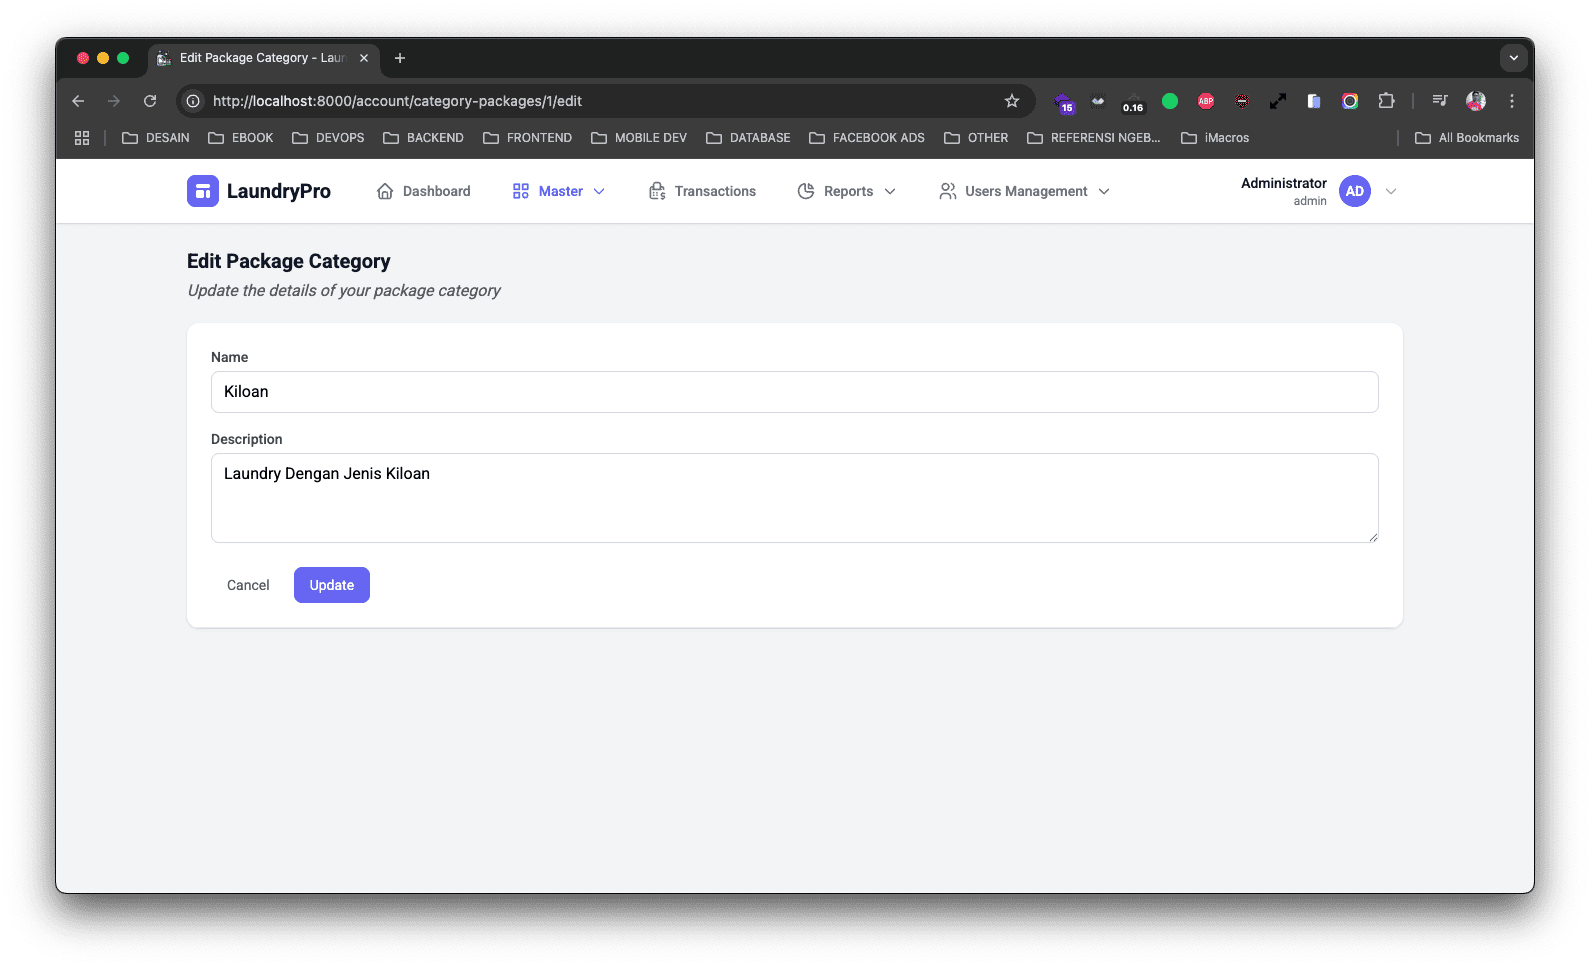 Edit Package Category - Laun
http://localhost:8000/account/category-packages/1/edit
15
0.16
ABP
DESAIN EBOOK DEVOPS BACKEND FRONTEND MOBILE DEV DATABASE FACEBOOK ADS OTHER REFERENSI NGEB... iMacros All Bookmarks
LaundryPro Dashboard Master Transactions Reports Users Management
Administrator
admin
AD
Edit Package Category
Update the details of your package category
Name
Kiloan
Description
Laundry Dengan Jenis Kiloan
Cancel Update